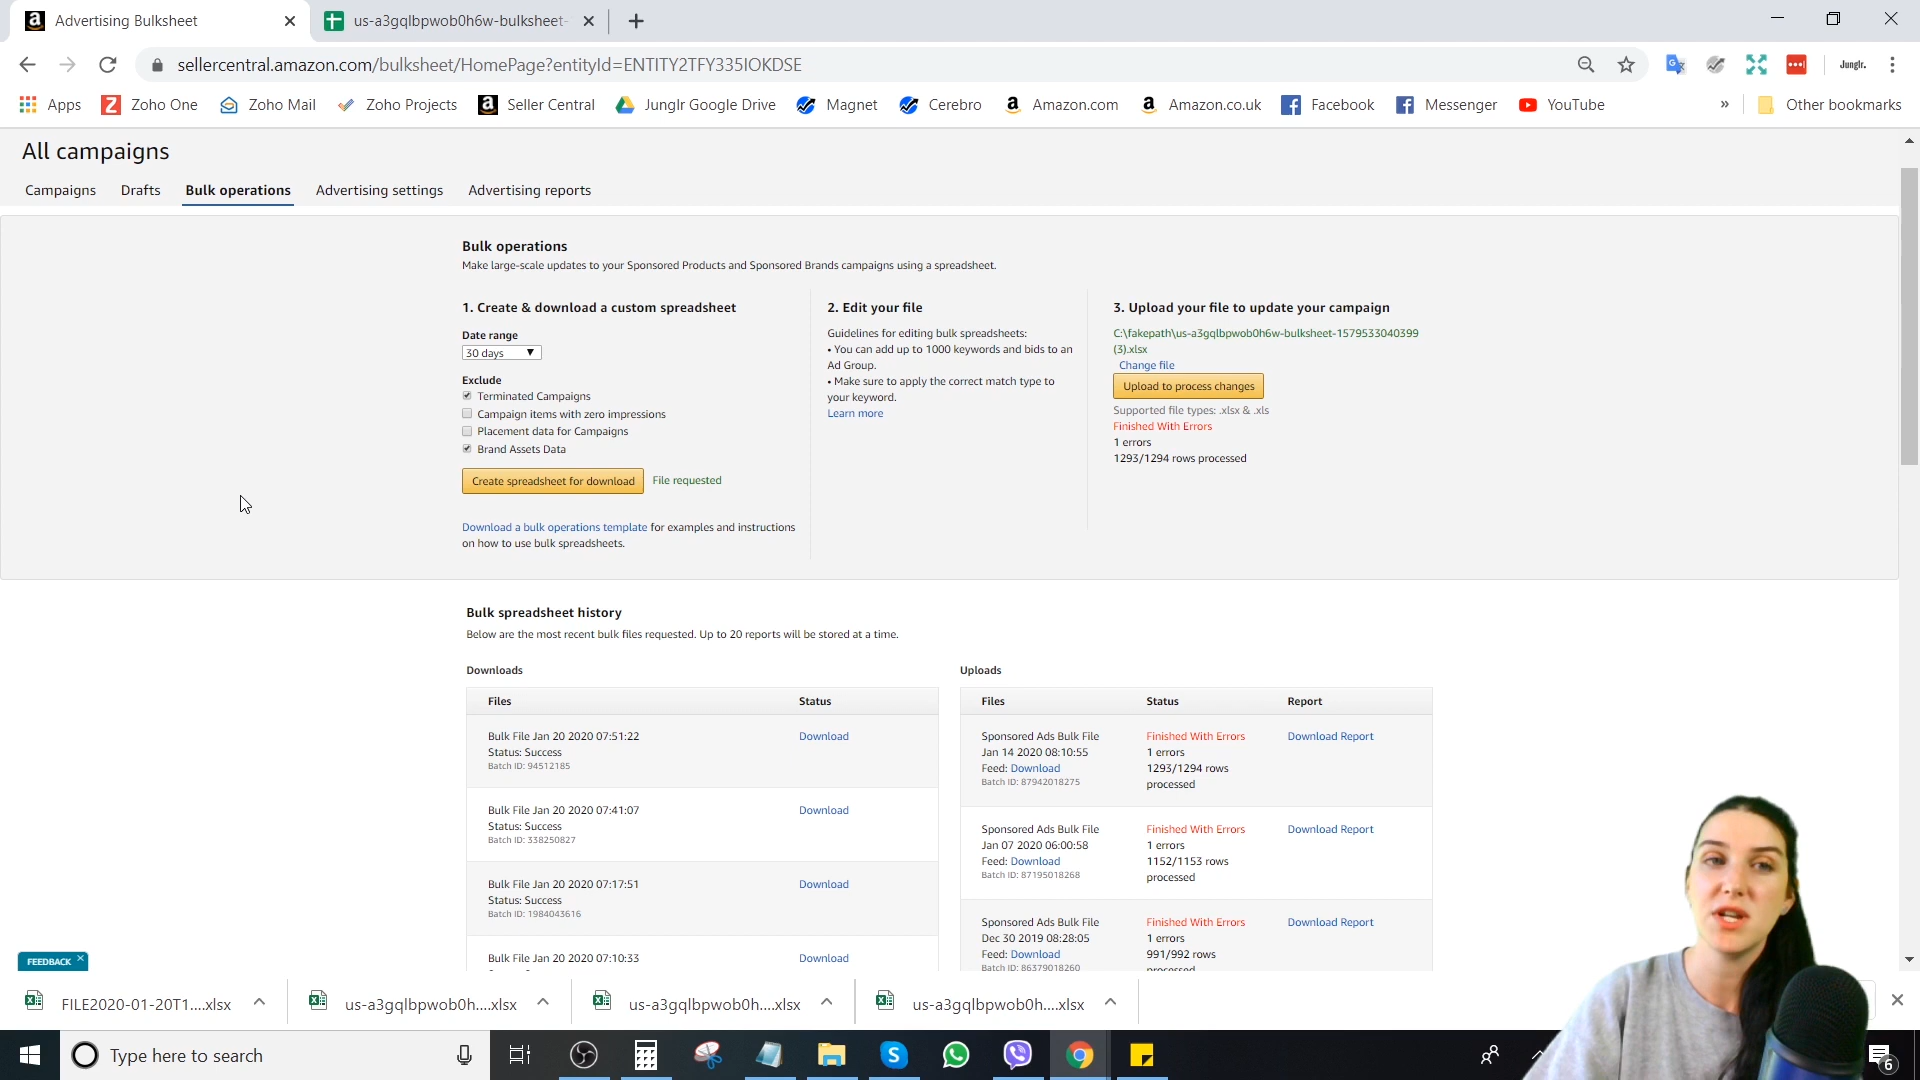 Advertising Bulksheet
us-a3gqlbpwob0h6w-bulksheet-
sellercentral.amazon.com/bulksheet/HomePage?entityId=ENTITY2TFY335IOKDSE
Junglr.
Apps
Zoho One
Zoho Mail
Zoho Projects
Seller Central
Junglr Google Drive
Magnet
Cerebro
Amazon.com
Amazon.co.uk
Facebook
Messenger
YouTube
»
Other bookmarks
All campaigns
Campaigns
Drafts
Bulk operations
Advertising settings
Advertising reports
Bulk operations
Make large-scale updates to your Sponsored Products and Sponsored Brands campaigns using a spreadsheet.
1. Create & download a custom spreadsheet
Date range
30 days
Exclude
Terminated Campaigns
Campaign items with zero impressions
Placement data for Campaigns
Brand Assets Data
Create spreadsheet for download
File requested
Download a bulk operations template for examples and instructions
on how to use bulk spreadsheets.
2. Edit your file
Guidelines for editing bulk spreadsheets:
• You can add up to 1000 keywords and bids to an
Ad Group.
• Make sure to apply the correct match type to
your keyword.
Learn more
3. Upload your file to update your campaign
C:\fakepath\us-a3gqlbpwob0h6w-bulksheet-1579533040399
(3).xlsx
Change file
Upload to process changes
Supported file types: .xlsx & .xls
Finished With Errors
1 errors
1293/1294 rows processed
Bulk spreadsheet history
Below are the most recent bulk files requested. Up to 20 reports will be stored at a time.
Downloads
Files
Status
Bulk File Jan 20 2020 07:51:22
Status: Success
Batch ID: 94512185
Download
Bulk File Jan 20 2020 07:41:07
Status: Success
Batch ID: 338250827
Download
Bulk File Jan 20 2020 07:17:51
Status: Success
Batch ID: 1984043616
Download
Bulk File Jan 20 2020 07:10:33
Download
Uploads
Files
Status
Report
Sponsored Ads Bulk File
Jan 14 2020 08:10:55
Feed: Download
Batch ID: 87942018275
Finished With Errors
1 errors
1293/1294 rows
processed
Download Report
Sponsored Ads Bulk File
Jan 07 2020 06:00:58
Feed: Download
Batch ID: 87195018268
Finished With Errors
1 errors
1152/1153 rows
processed
Download Report
Sponsored Ads Bulk File
Dec 30 2019 08:28:05
Feed: Download
Batch ID: 86379018260
Finished With Errors
1 errors
991/992 rows
processed
Download Report
FEEDBACK
FILE2020-01-20T1....xlsx
us-a3gqlbpwob0h....xlsx
us-a3gqlbpwob0h....xlsx
us-a3gqlbpwob0h....xlsx
Type here to search
6